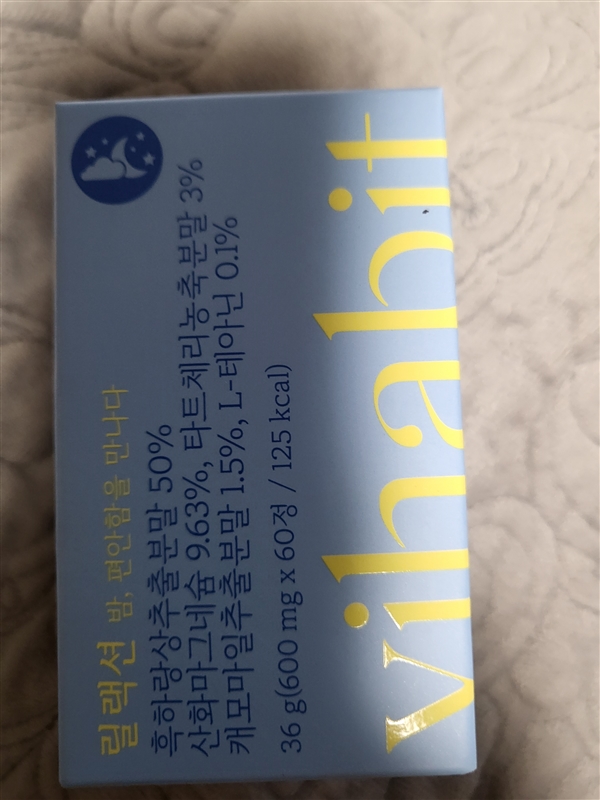 릴랙션 밤, 편안함을 만나다
흑하랑상추출분말 50%
산화마그네슘 9.63%, 타트체리농축분말 3%
캐모마일추출분말 1.5%, L-테아닌 0.1%
36 g(600 mg x 60정 / 125 kcal)
vihabit